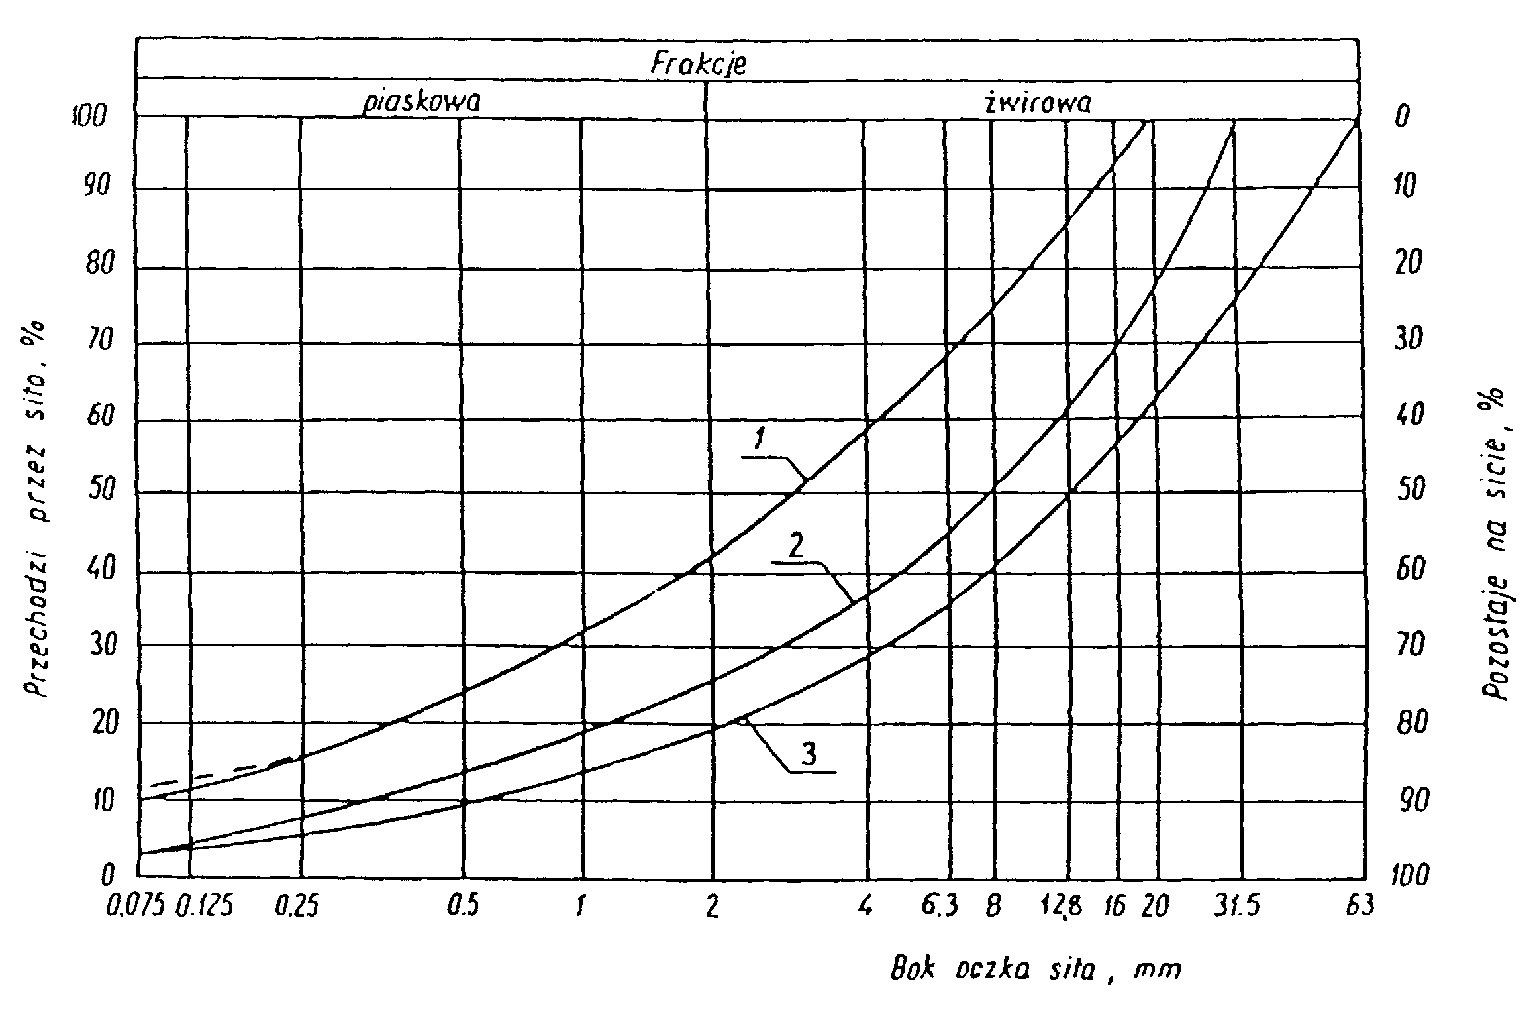 Frakcje
piaskowa żwirowa
100 0
90 10
80 20
70 30
60 40
50 50
40 60
30 70
20 80
10 90
0 100
1
2
3
Przechodzi przez sito, %
Pozostaje na sicie, %
0,075 0.125 0,25 0.5 1 2 4 6.3 8 12,8 16 20 31.5 63
Bok oczka sita, mm